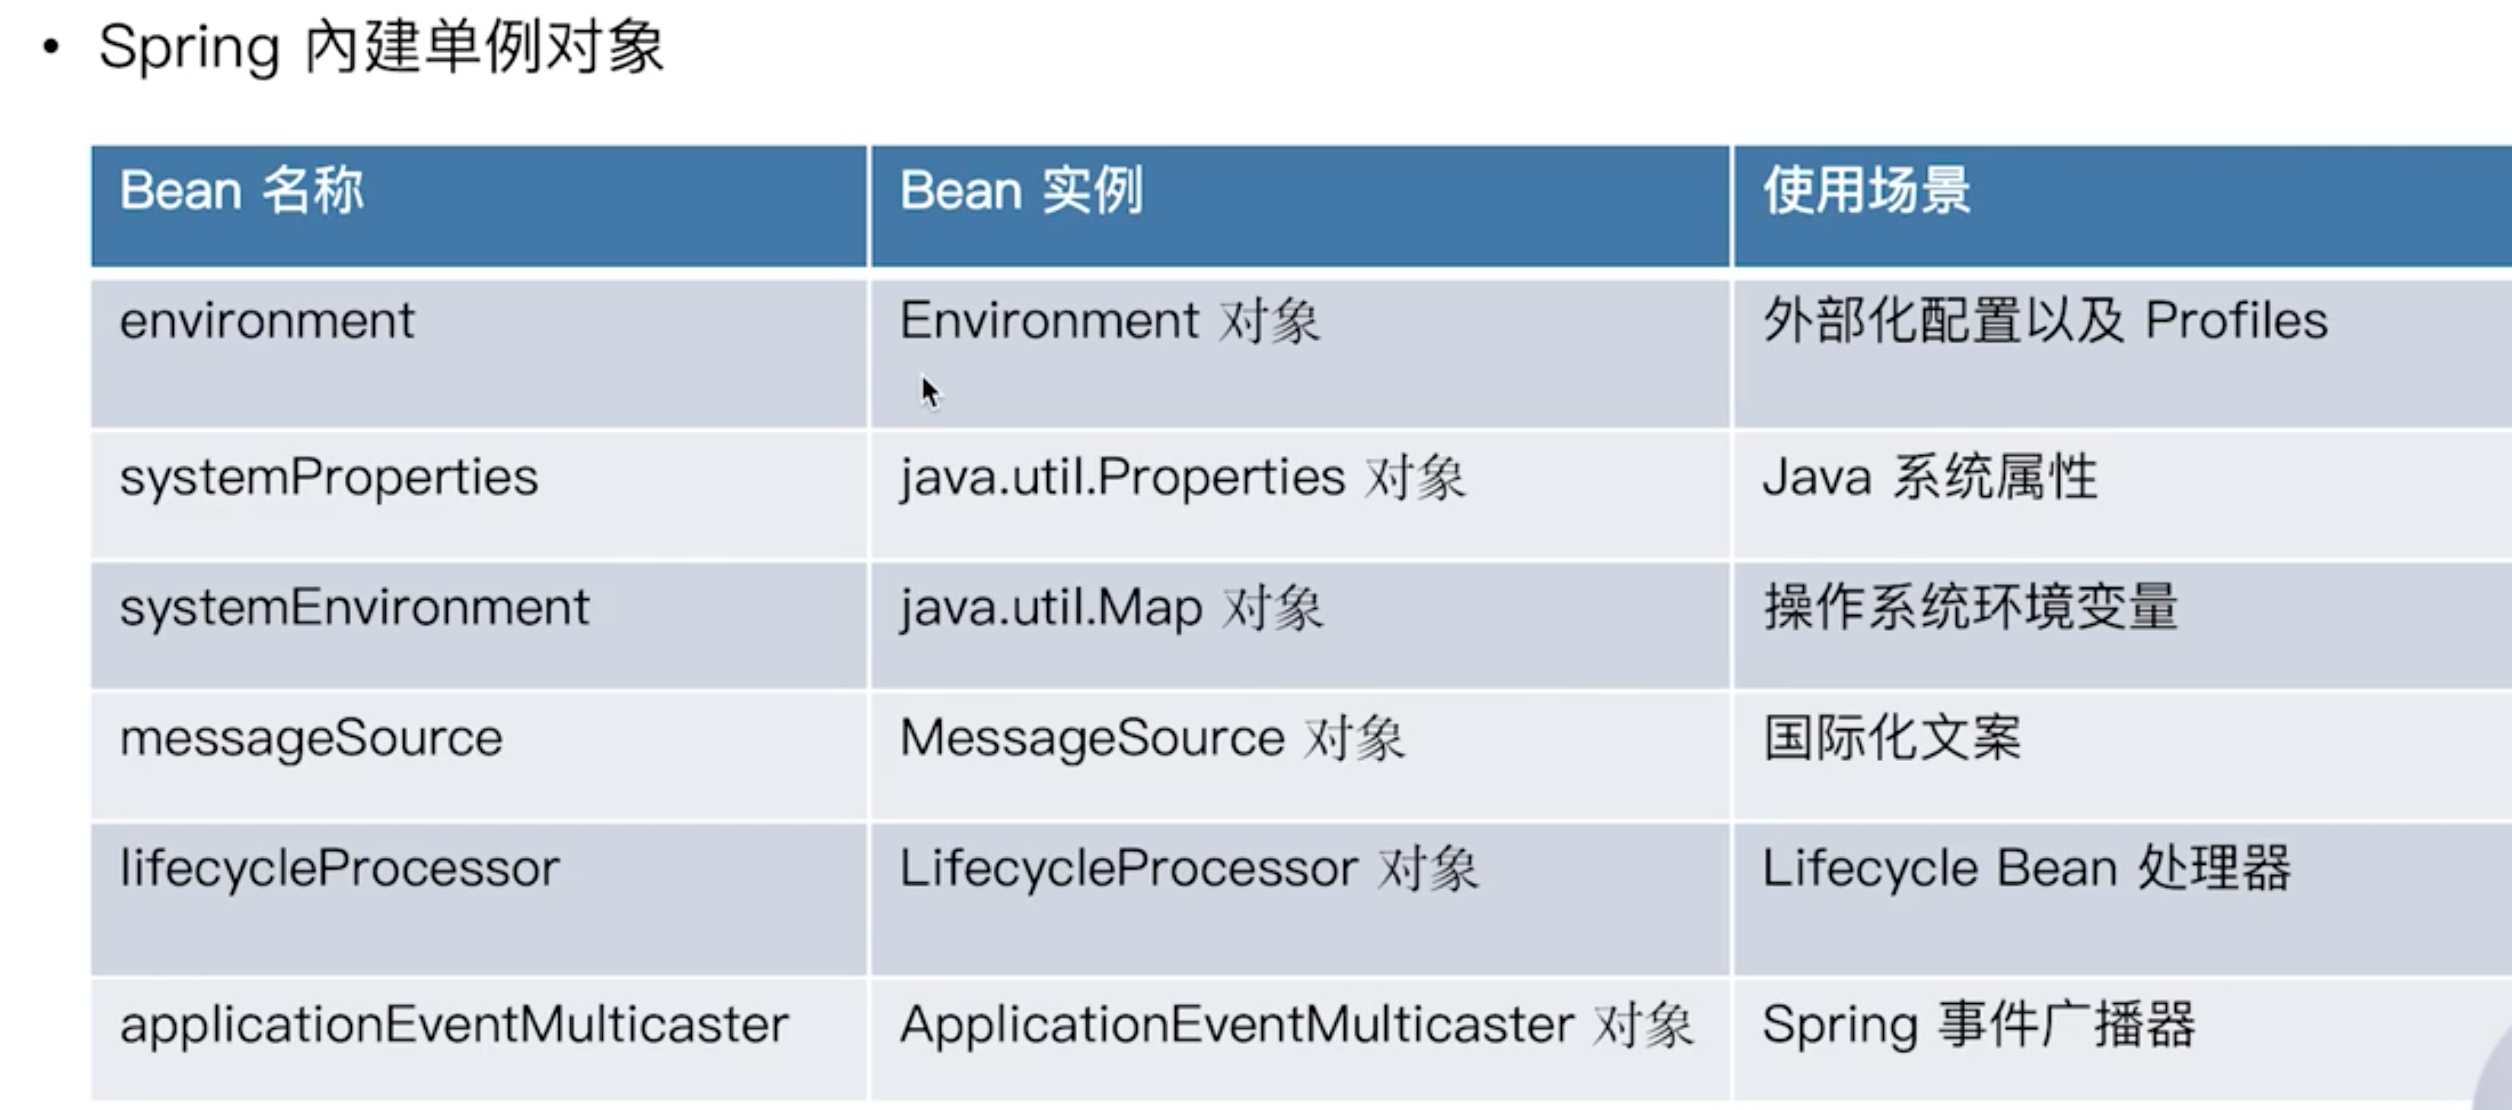 • Spring 內建单例对象
Bean 名称 Bean 实例 使用场景
environment Environment 对象 外部化配置以及 Profiles
systemProperties java.util.Properties 对象 Java 系统属性
systemEnvironment java.util.Map 对象 操作系统环境变量
messageSource MessageSource 对象 国际化文案
lifecycleProcessor LifecycleProcessor 对象 Lifecycle Bean 处理器
applicationEventMulticaster ApplicationEventMulticaster 对象 Spring 事件广播器